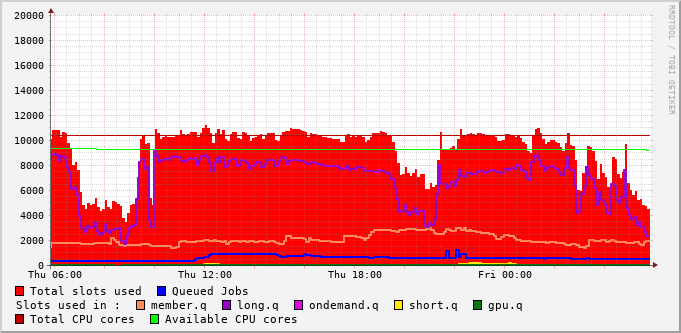 20000
18000
16000
14000
12000
10000
8000
6000
4000
2000
0
Thu 06:00 Thu 12:00 Thu 18:00 Fri 00:00
RRDTOOL / TOBI OETIKER
Total slots used Queued Jobs
Slots used in : member.q long.q ondemand.q short.q gpu.q
Total CPU cores Available CPU cores